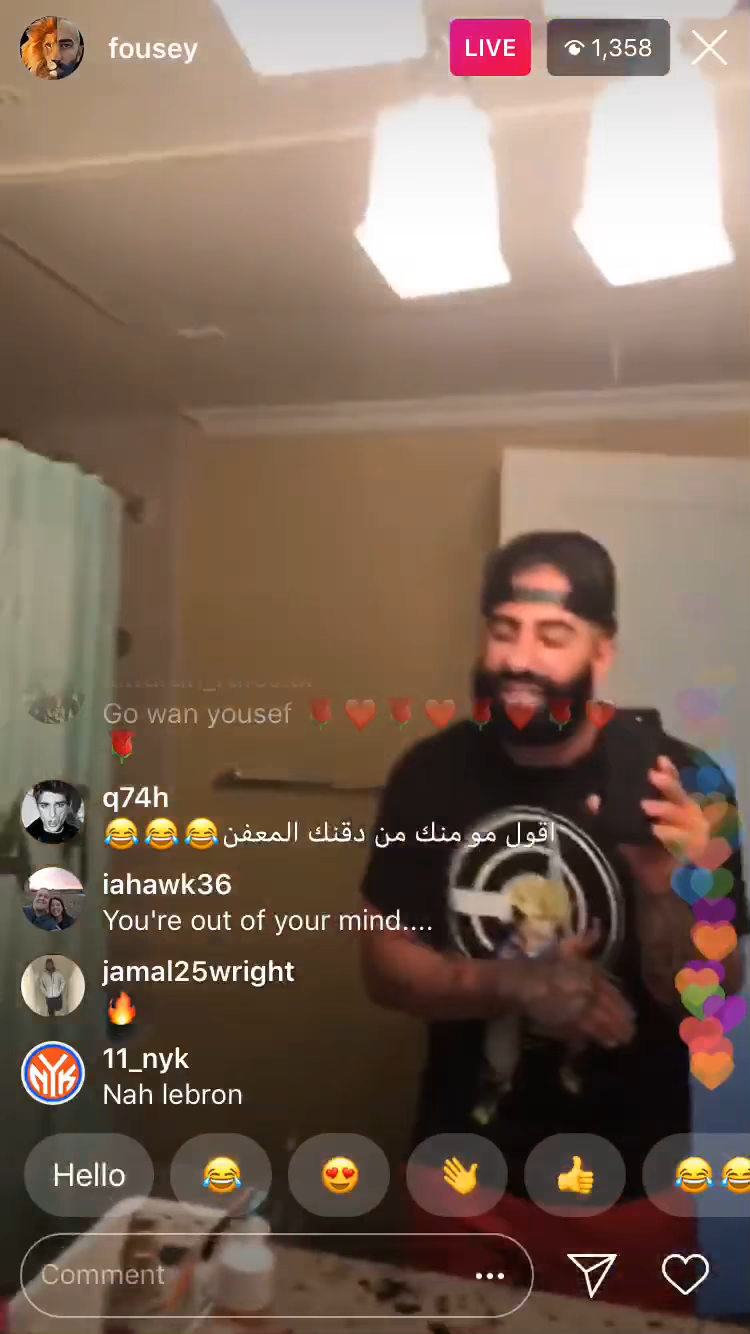 fousey
LIVE
1,358
Go wan yousef 🌹❤️🌹❤️🌹❤️🌹❤️
🌹
q74h
اقول مو منك من دقنك المعفن😂😂😂
iahawk36
You're out of your mind....
jamal25wright
🔥
11_nyk
Nah lebron
Hello 😂 😍 👋 👍 😂😂
Comment